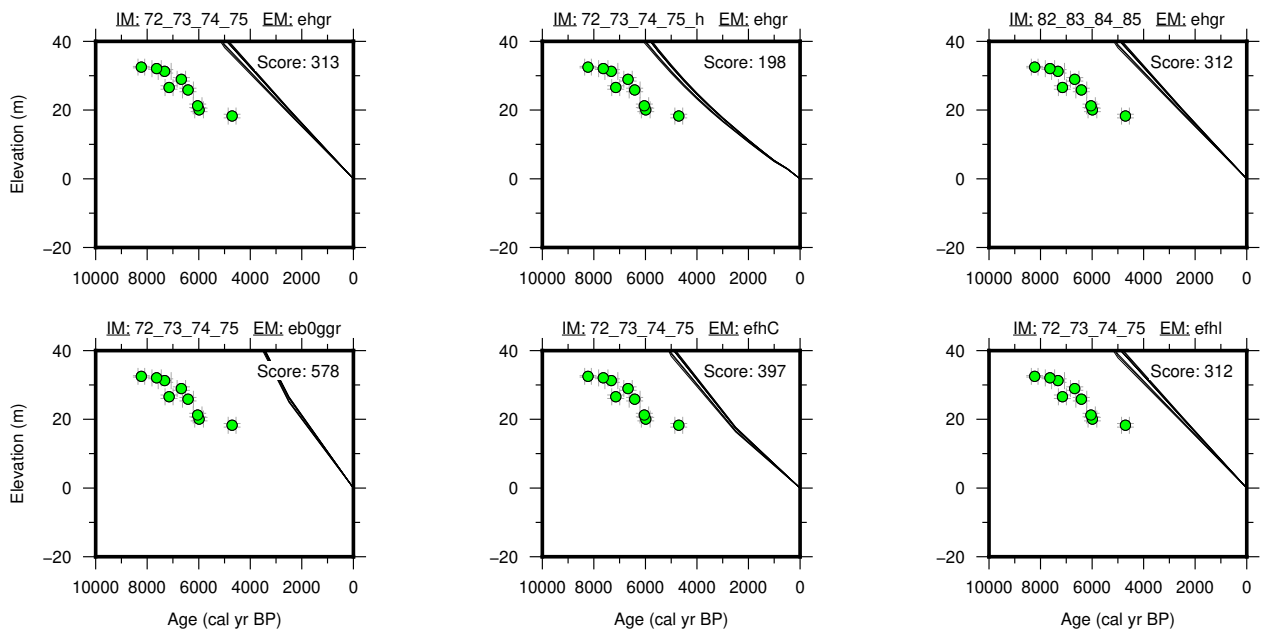 IM: 72_73_74_75 EM: ehgr
IM: 72_73_74_75_h EM: ehgr
IM: 82_83_84_85 EM: ehgr
40
20
0
−20
Elevation (m)
Score: 313
10000 8000 6000 4000 2000 0
40
20
0
−20
Score: 198
10000 8000 6000 4000 2000 0
40
20
0
−20
Score: 312
10000 8000 6000 4000 2000 0
IM: 72_73_74_75 EM: eb0ggr
IM: 72_73_74_75 EM: efhC
IM: 72_73_74_75 EM: efhl
40
20
0
−20
Elevation (m)
Score: 578
10000 8000 6000 4000 2000 0
Age (cal yr BP)
40
20
0
−20
Score: 397
10000 8000 6000 4000 2000 0
Age (cal yr BP)
40
20
0
−20
Score: 312
10000 8000 6000 4000 2000 0
Age (cal yr BP)